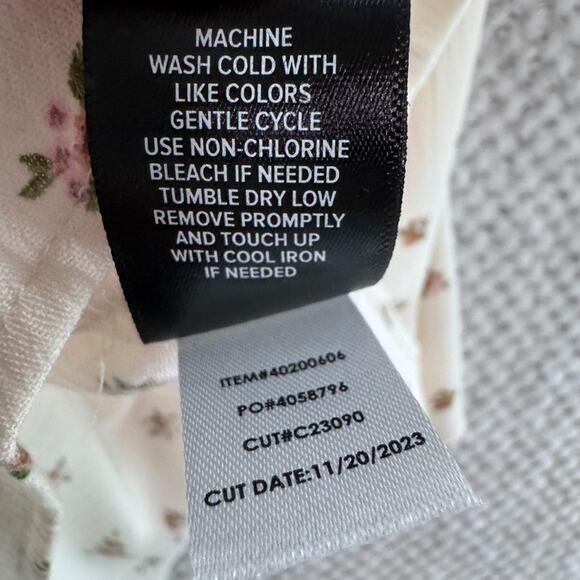 MACHINE
WASH COLD WITH
LIKE COLORS
GENTLE CYCLE
USE NON-CHLORINE
BLEACH IF NEEDED
TUMBLE DRY LOW
REMOVE PROMPTLY
AND TOUCH UP
WITH COOL IRON
IF NEEDED
ITEM#40200606
PO#4058796
CUT#C23090
CUT DATE:11/20/2023